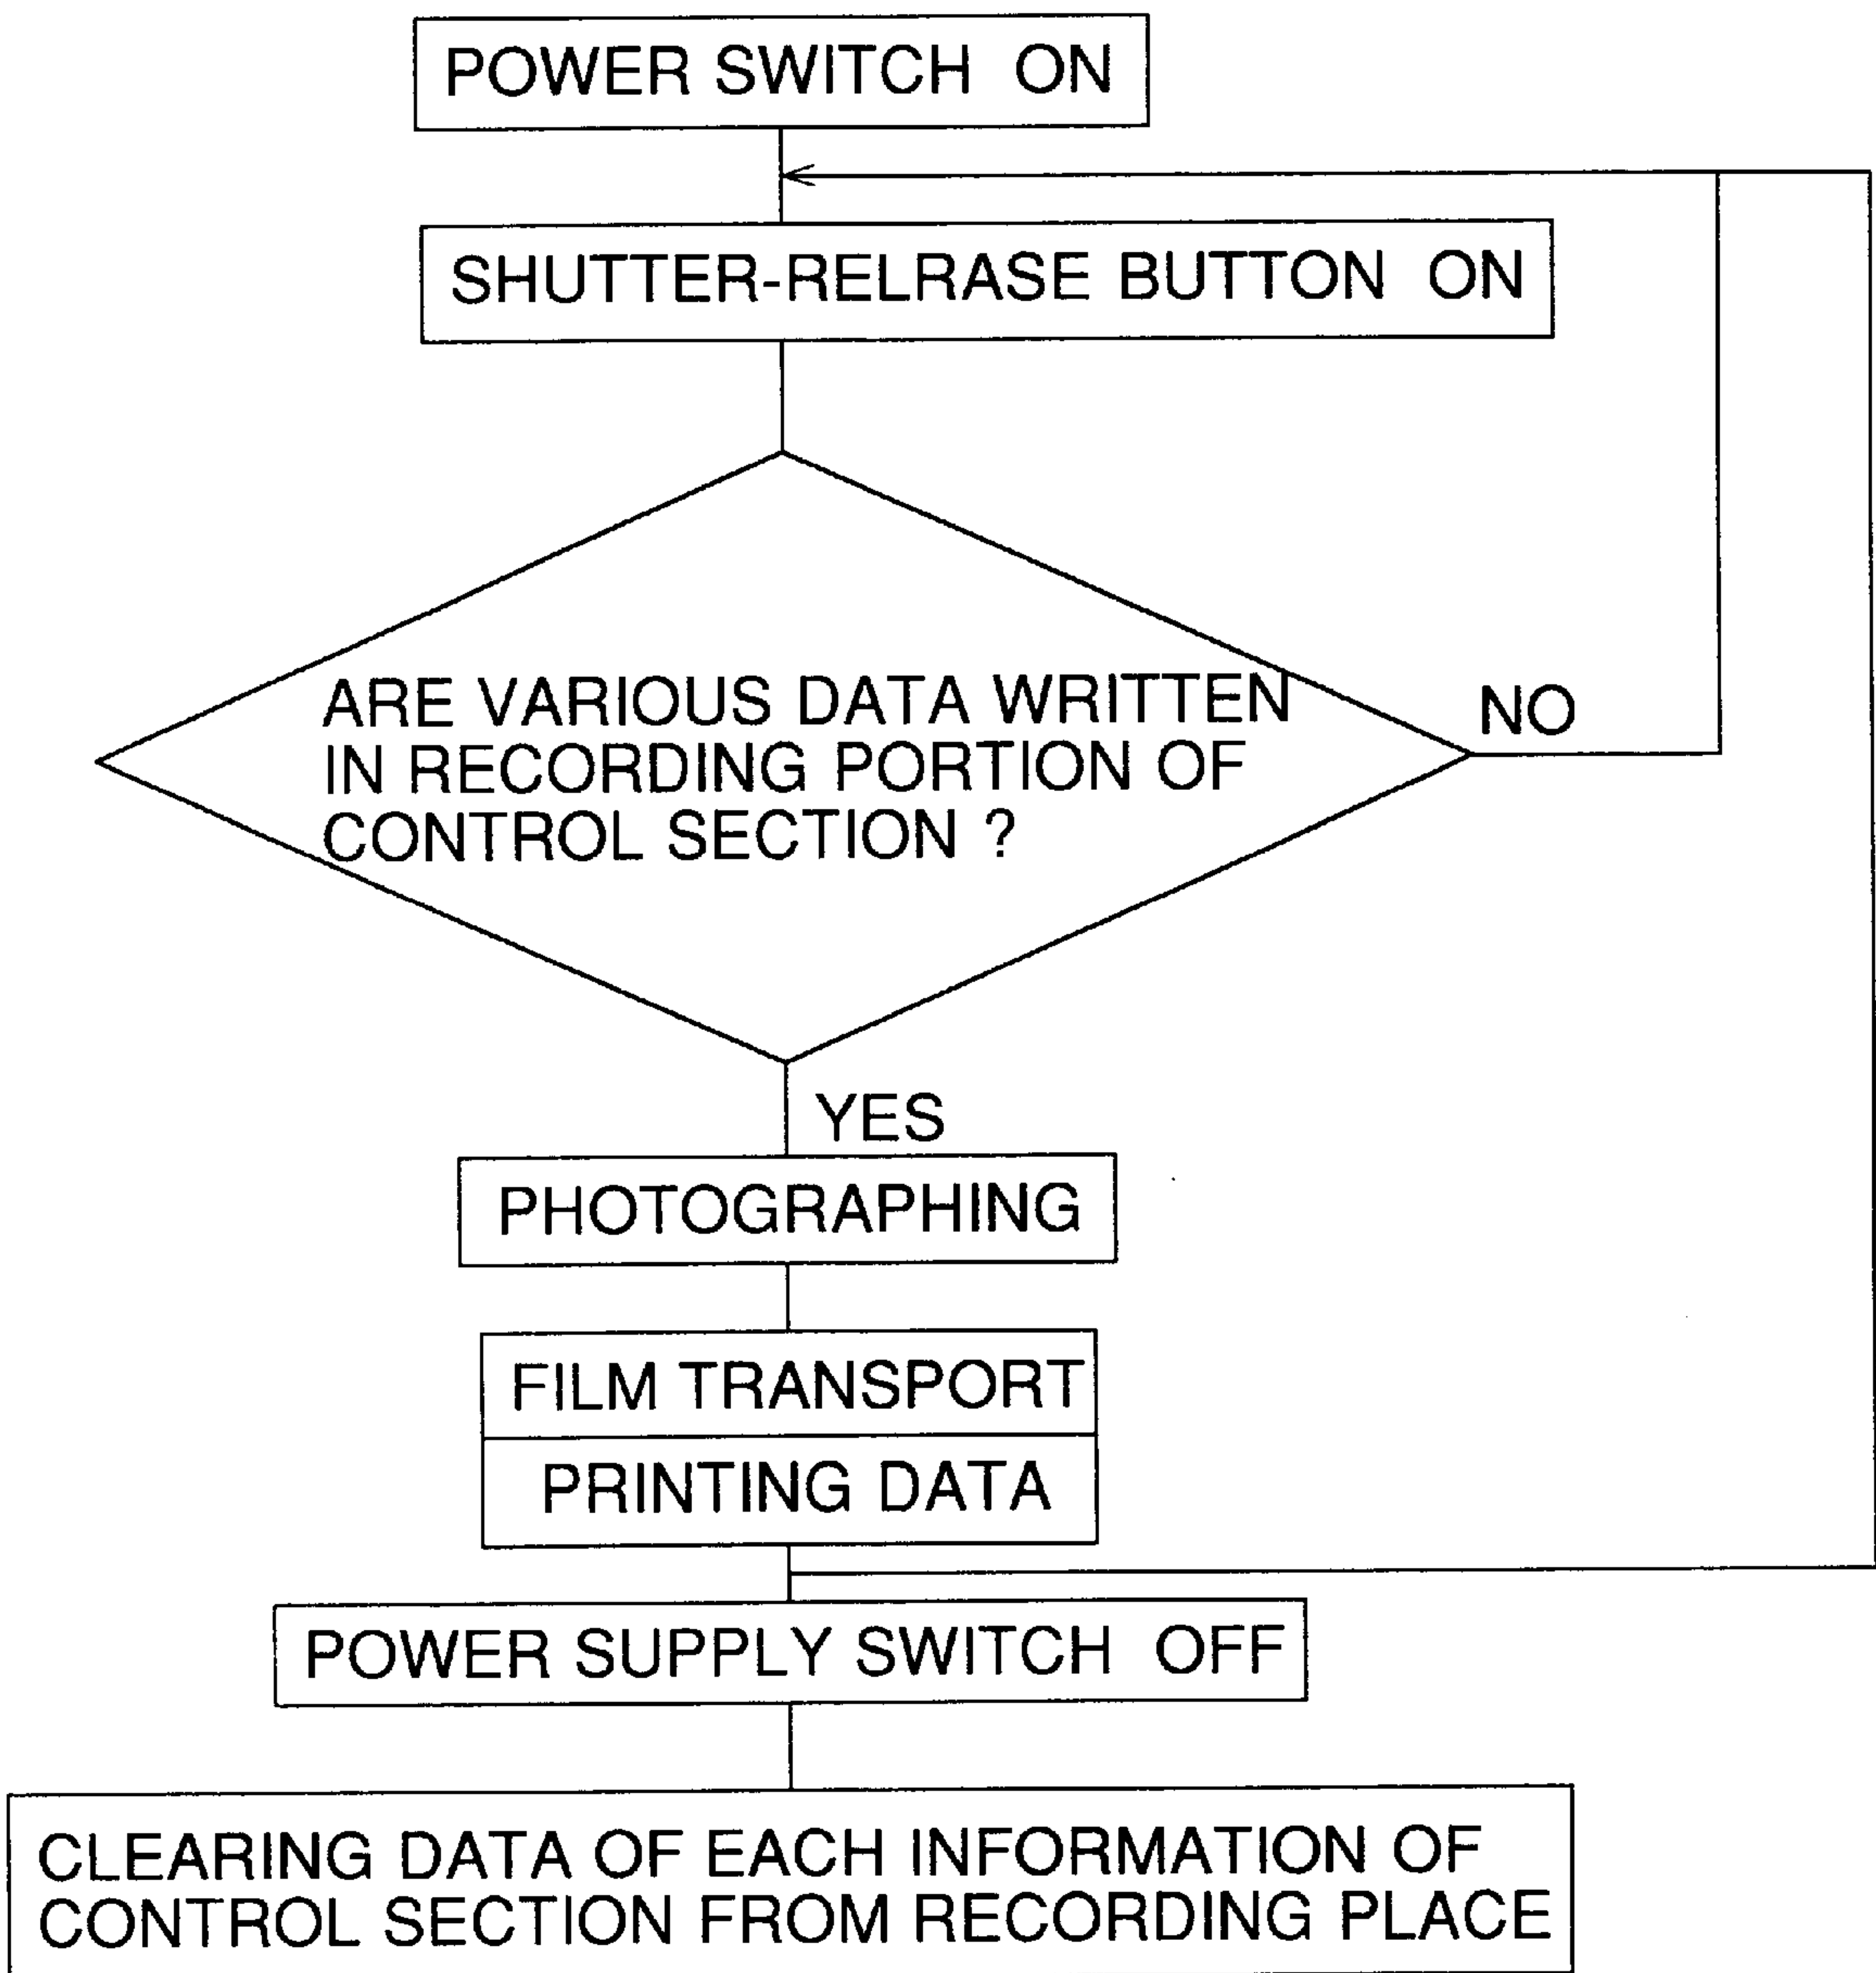 POWER SWITCH ON
SHUTTER-RELRASE BUTTON ON
ARE VARIOUS DATA WRITTEN
IN RECORDING PORTION OF
CONTROL SECTION ?
NO
YES
PHOTOGRAPHING
FILM TRANSPORT
PRINTING DATA
POWER SUPPLY SWITCH OFF
CLEARING DATA OF EACH INFORMATION OF
CONTROL SECTION FROM RECORDING PLACE